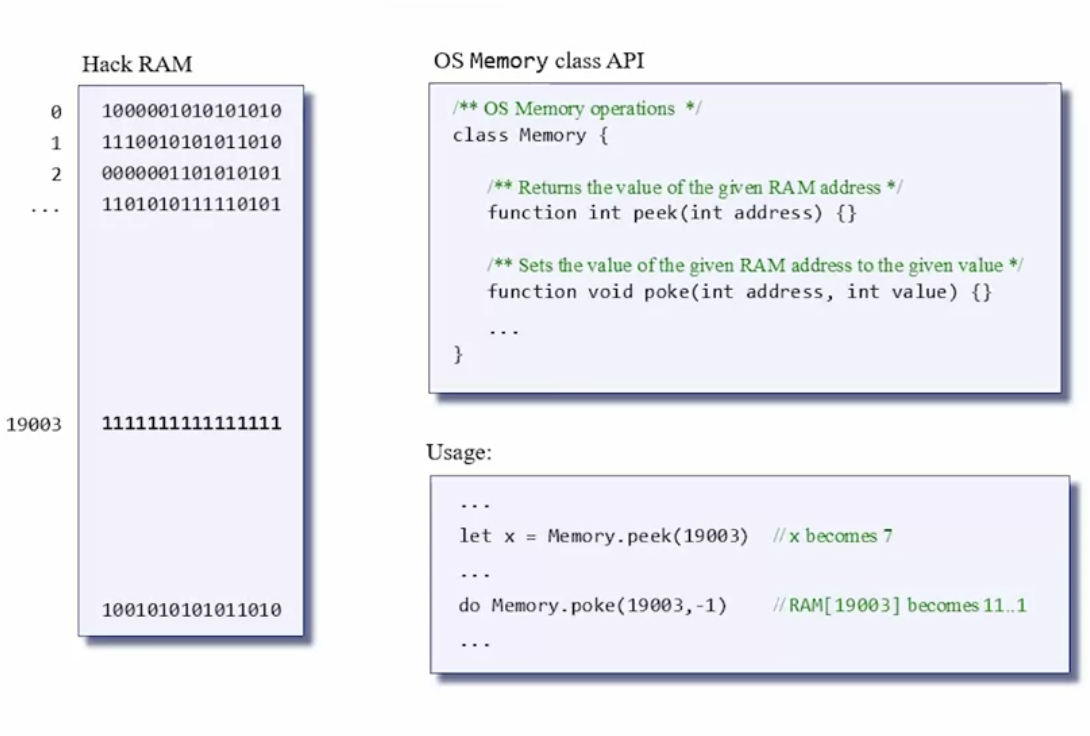 Hack RAM
0 1000001010101010
1 1110010101011010
2 0000001101010101
... 1101010111110101
19003 1111111111111111
1001010101011010
OS Memory class API
/** OS Memory operations */
class Memory {
/** Returns the value of the given RAM address */
function int peek(int address) {}
/** Sets the value of the given RAM address to the given value */
function void poke(int address, int value) {}
...
}
Usage:
...
let x = Memory.peek(19003) // x becomes 7
...
do Memory.poke(19003,-1) // RAM[19003] becomes 11..1
...